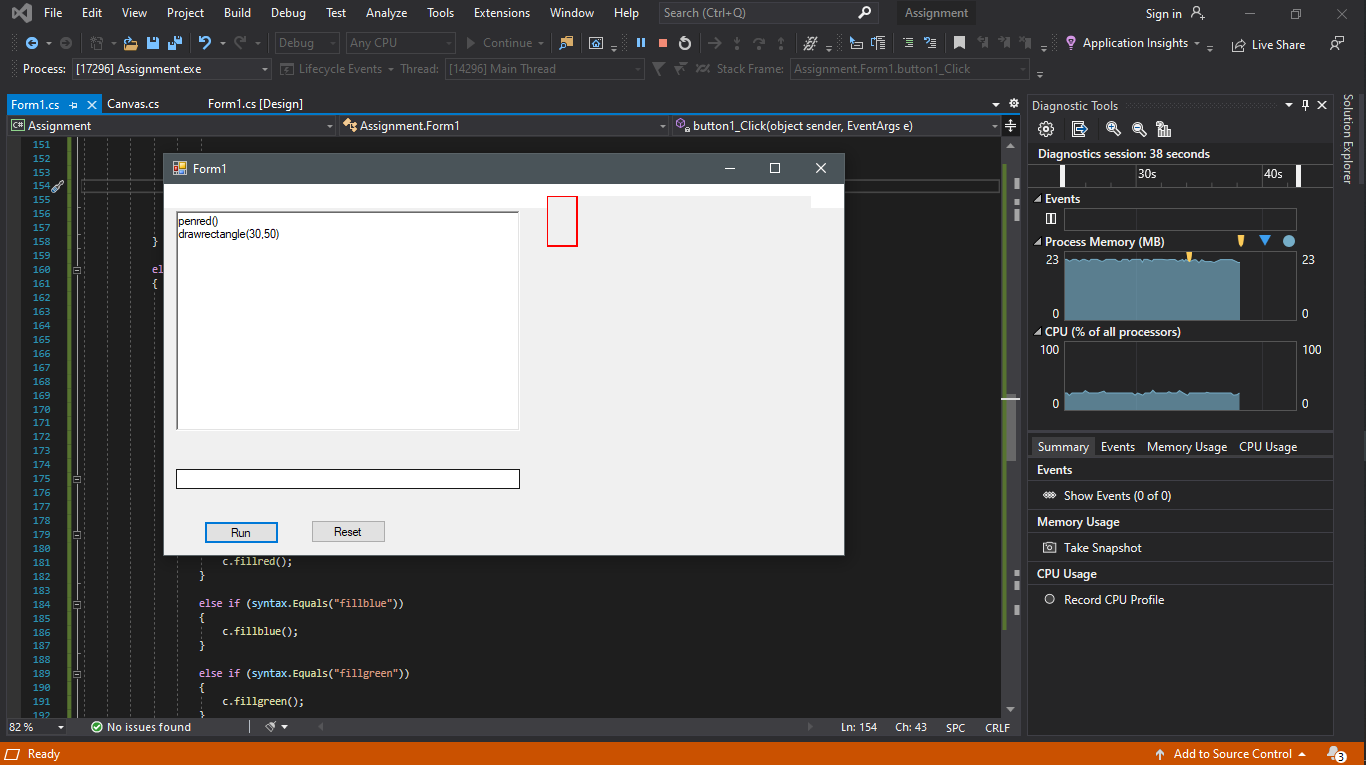 File Edit View Project Build Debug Test Analyze Tools Extensions Window Help Search (Ctrl+Q) Assignment Sign in
Debug Any CPU Continue Application Insights Live Share
Process: [17296] Assignment.exe Lifecycle Events Thread: [14296] Main Thread Stack Frame: Assignment.Form1.button1_Click
Form1.cs Canvas.cs Form1.cs [Design]
C# Assignment Assignment.Form1 button1_Click(object sender, EventArgs e)
151
152
153
154
155
156
157
158 }
159
160 el
161 {
162
163
164
165
166
167
168
169
170
171
172
173
174
175
176
177
178
179
180
181 c.fillred();
182 }
183
184 else if (syntax.Equals("fillblue"))
185 {
186 c.fillblue();
187 }
188
189 else if (syntax.Equals("fillgreen"))
190 {
191 c.fillgreen();
192 }
Form1
penred()
drawrectangle(30,50)
Run Reset
82 % No issues found Ln: 154 Ch: 43 SPC CRLF
Diagnostic Tools
Diagnostics session: 38 seconds
30s 40s
Events
Process Memory (MB)
23 23
0 0
CPU (% of all processors)
100 100
0 0
Summary Events Memory Usage CPU Usage
Events
Show Events (0 of 0)
Memory Usage
Take Snapshot
CPU Usage
Record CPU Profile
Solution Explorer
Ready Add to Source Control 3